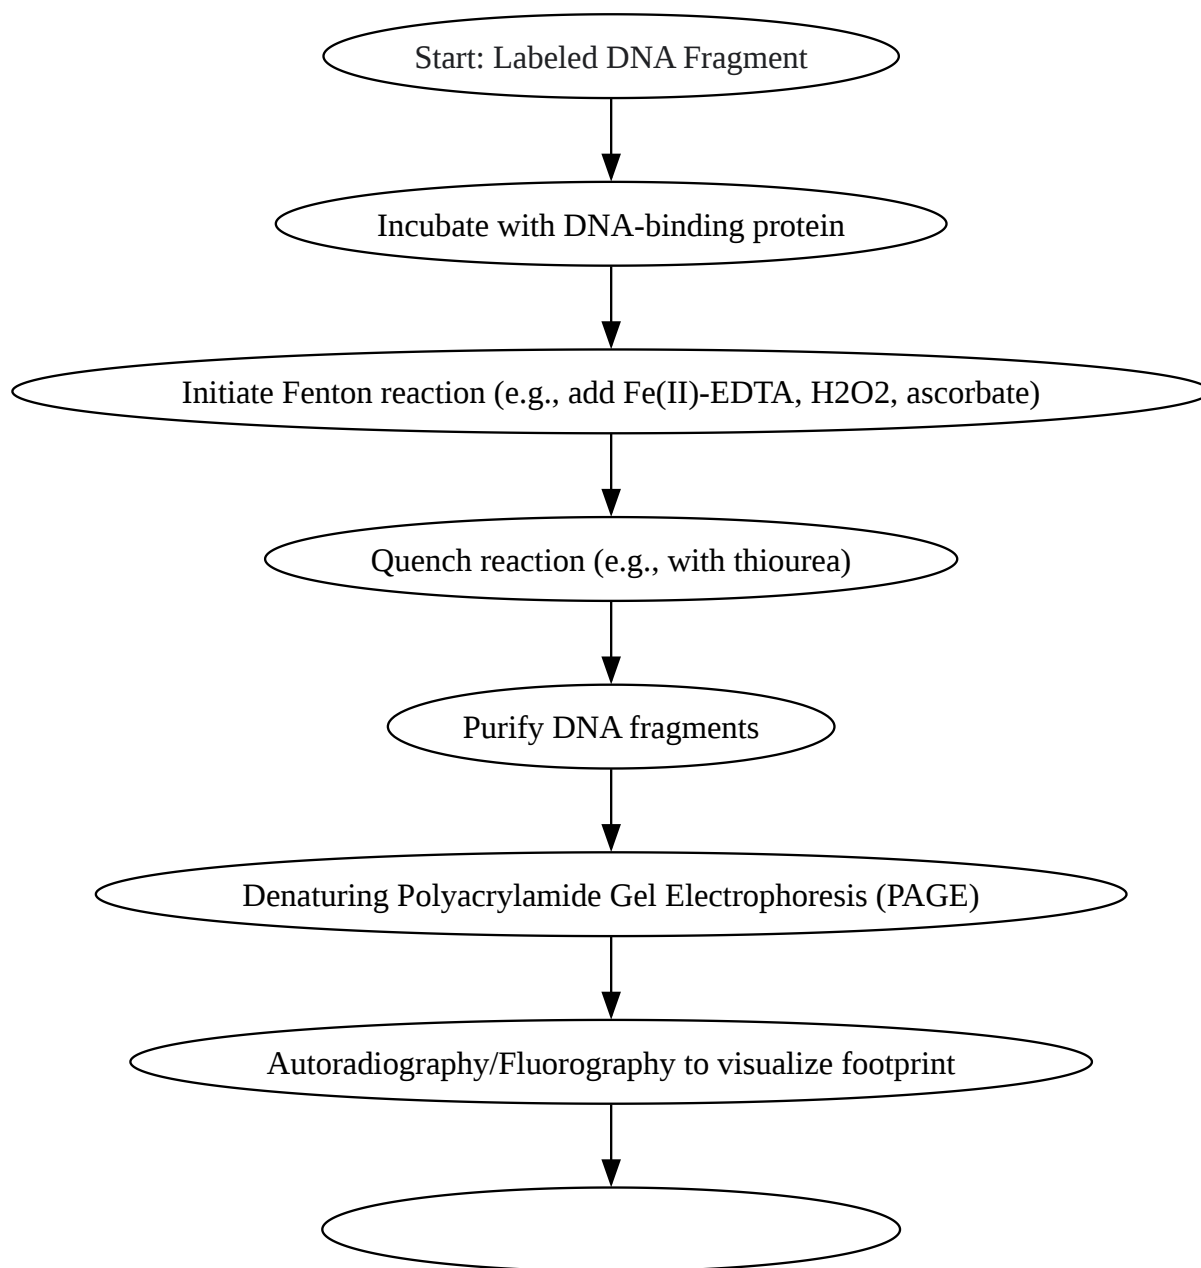 Start: Labeled DNA Fragment
Incubate with DNA-binding protein
Initiate Fenton reaction (e.g., add Fe(II)-EDTA, H2O2, ascorbate)
Quench reaction (e.g., with thiourea)
Purify DNA fragments
Denaturing Polyacrylamide Gel Electrophoresis (PAGE)
Autoradiography/Fluorography to visualize footprint